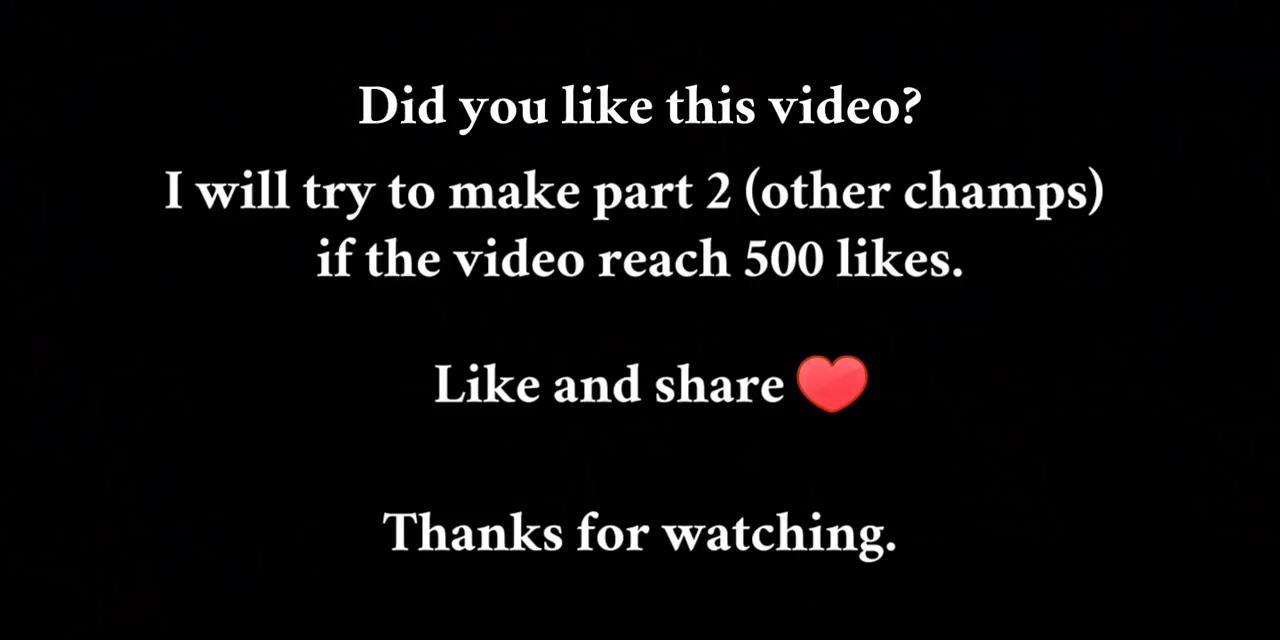 Did you like this video?
I will try to make part 2 (other champs)
if the video reach 500 likes.
Like and share ❤️
Thanks for watching.